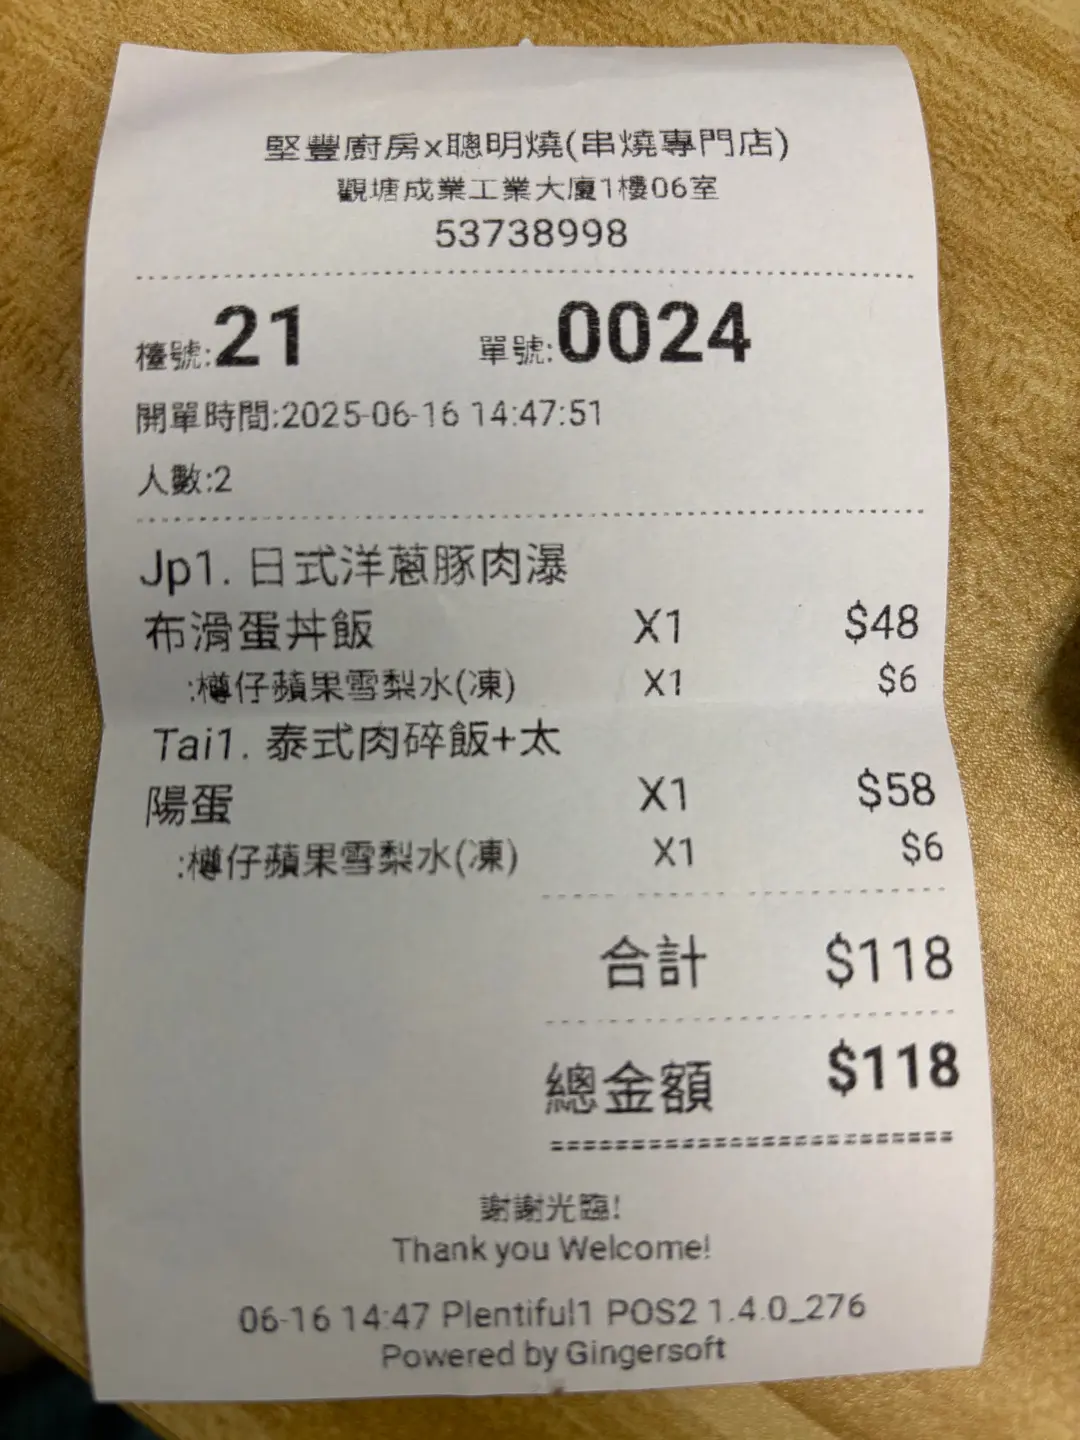 堅豐廚房x聰明燒(串燒專門店)
觀塘成業工業大廈1樓06室
53738998
檯號:21 單號:0024
開單時間:2025-06-16 14:47:51
人數:2
Jp1. 日式洋蔥豚肉瀑
布滑蛋丼飯 X1 $48
:樽仔蘋果雪梨水(凍) X1 $6
Tai1. 泰式肉碎飯+太
陽蛋 X1 $58
:樽仔蘋果雪梨水(凍) X1 $6
合計 $118
總金額 $118
謝謝光臨!
Thank you Welcome!
06-16 14:47 Plentiful1 POS2 1.4.0_276
Powered by Gingersoft